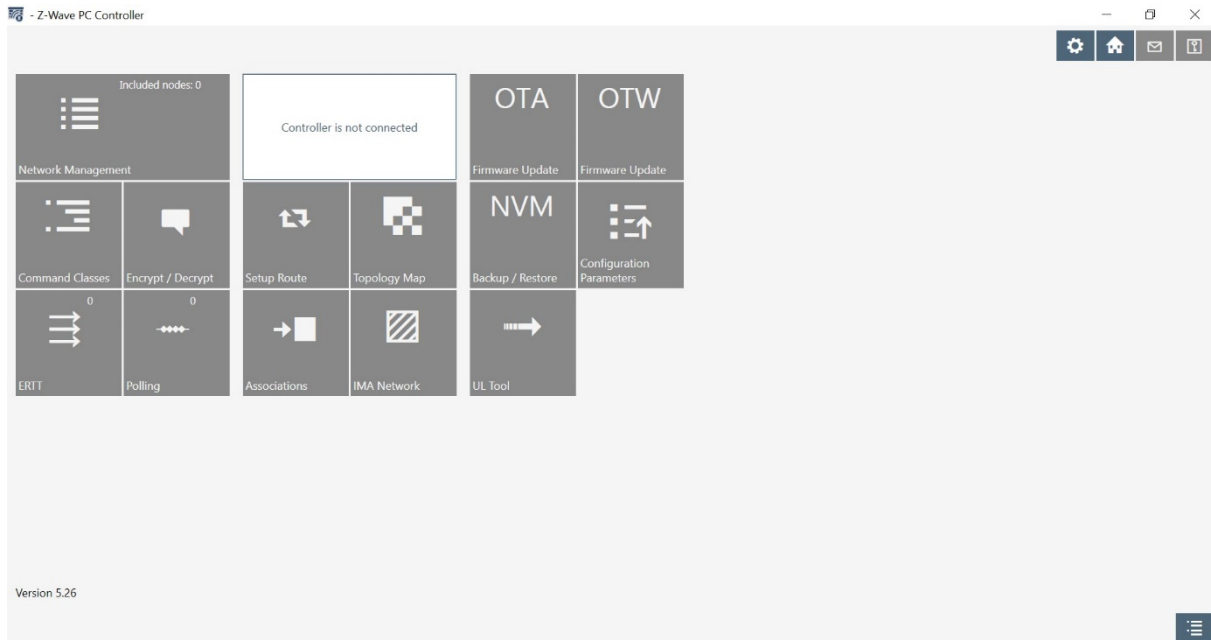 - Z-Wave PC Controller
Included nodes: 0
Network Management
Controller is not connected
OTA
Firmware Update
OTW
Firmware Update
Command Classes
Encrypt / Decrypt
Setup Route
Topology Map
NVM
Backup / Restore
Configuration
Parameters
0
ERTT
0
Polling
Associations
IMA Network
UL Tool
Version 5.26